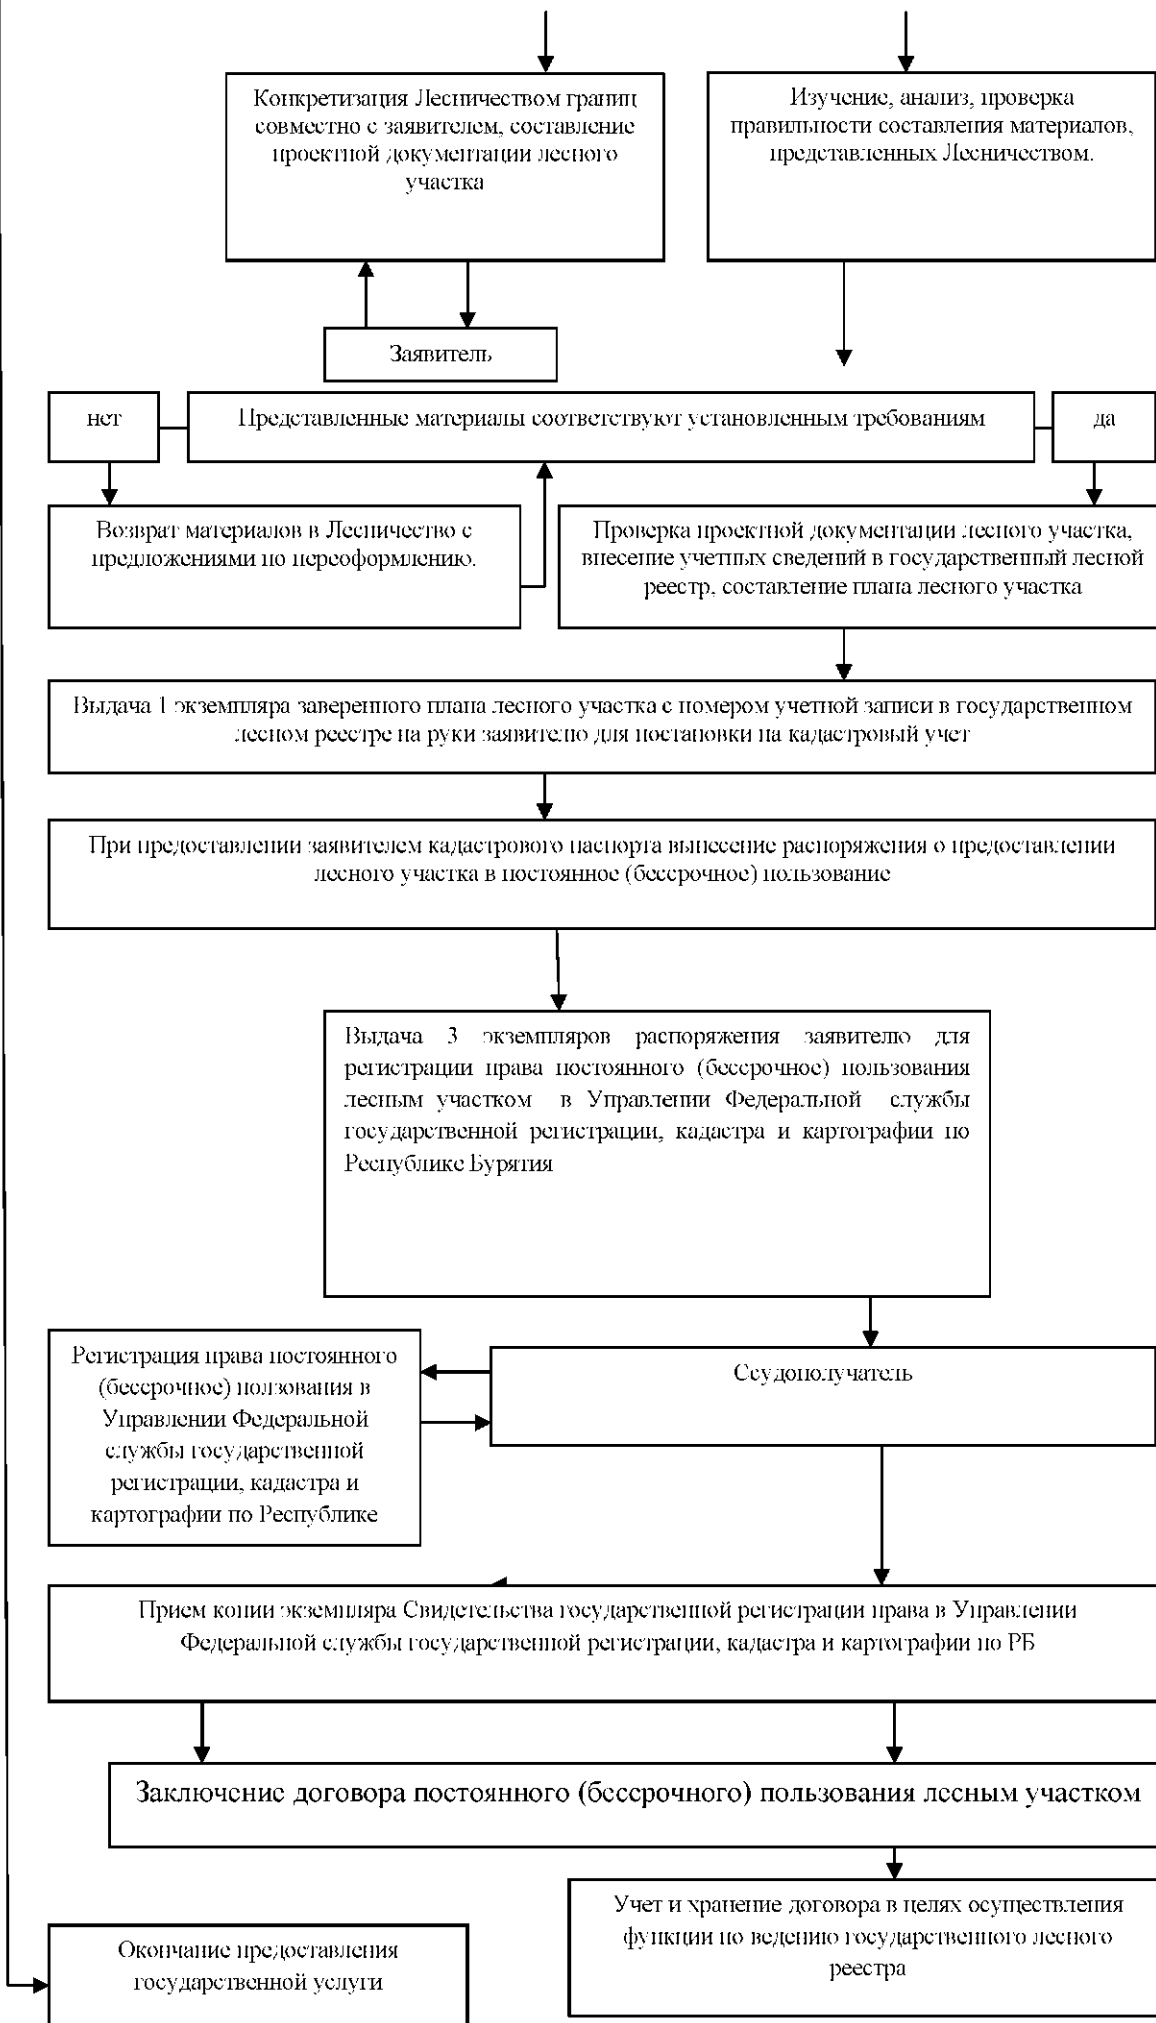 Конкретизация Лесничеством границ
совместно с заявителем, составление
проектной документации лесного
участка
Изучение, анализ, проверка
правильности составления материалов,
представленных Лесничеством.
Заявитель
нет
Представленные материалы соответствуют установленным требованиям
да
Возврат материалов в Лесничество с
предложениями по переоформлению.
Проверка проектной документации лесного участка,
внесение учетных сведений в государственный лесной
реестр, составление плана лесного участка
Выдача 1 экземпляра заверенного плана лесного участка с номером учетной записи в государственном
лесном реестре на руки заявителю для постановки на кадастровый учет
При предоставлении заявителем кадастрового паспорта вынесение распоряжения о предоставлении
лесного участка в постоянное (бессрочное) пользование
Выдача 3 экземпляров распоряжения заявителю для
регистрации права постоянного (бессрочное) пользования
лесным участком в Управлении Федеральной службы
государственной регистрации, кадастра и картографии по
Республике Бурятия
Регистрация права постоянного
(бессрочное) ползования в
Управлении Федеральной
службы государственной
регистрации, кадастра и
картографии по Республике
Ссудополучатель
Прием копии экземпляра Свидетельства государственной регистрации права в Управлении
Федеральной службы государственной регистрации, кадастра и картографии по РБ
Заключение договора постоянного (бессрочного) пользования лесным участком
Учет и хранение договора в целях осуществления
функции по ведению государственного лесного
реестра
Окончание предоставления
государственной услуги